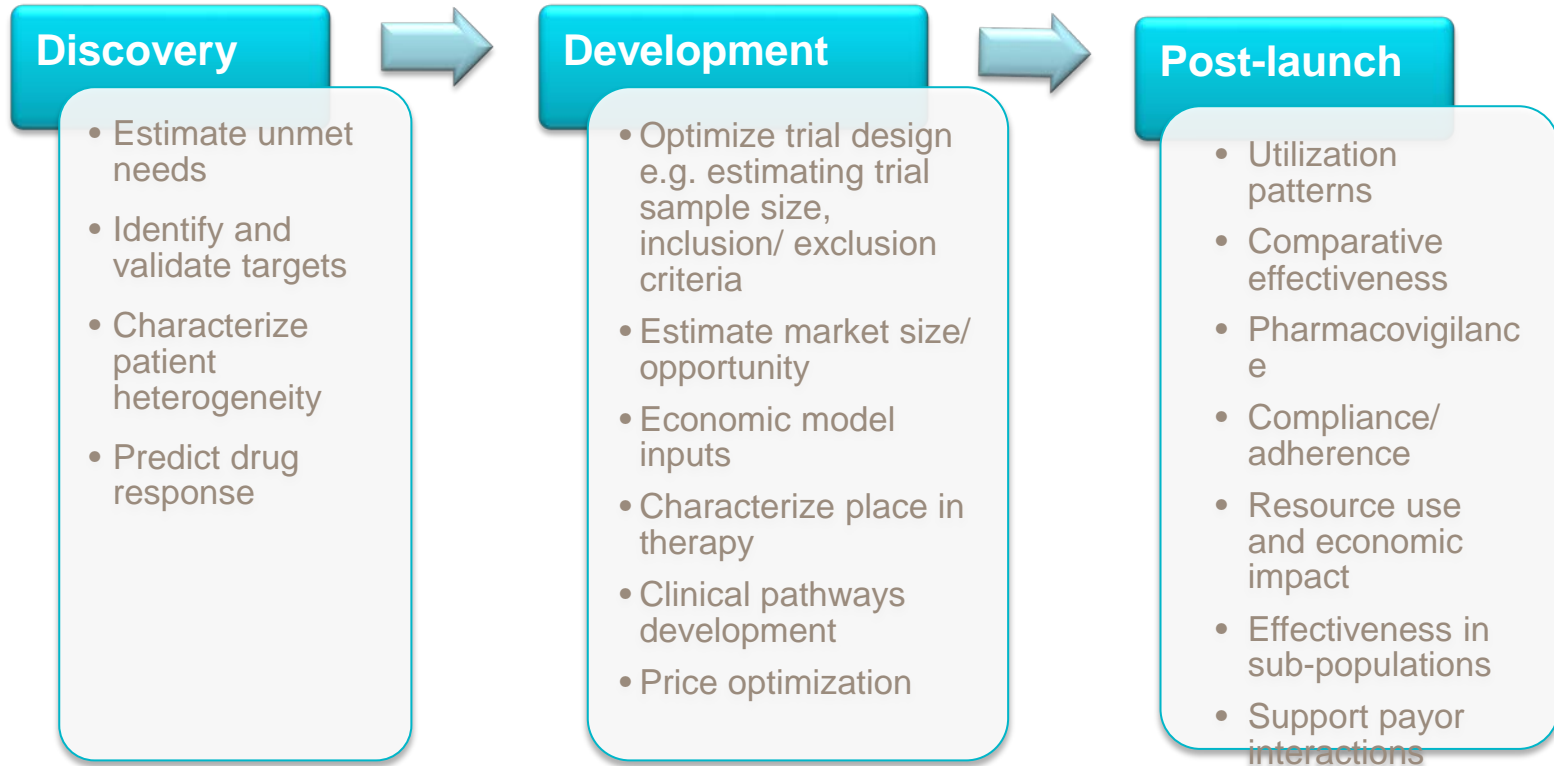 Discovery
• Estimate unmet
needs
• Identify and
validate targets
• Characterize
patient
heterogeneity
• Predict drug
response
Development
• Optimize trial design
e.g. estimating trial
sample size,
inclusion/ exclusion
criteria
• Estimate market size/
opportunity
• Economic model
inputs
• Characterize place in
therapy
• Clinical pathways
development
• Price optimization
Post-launch
• Utilization
patterns
• Comparative
effectiveness
• Pharmacovigilanc
e
• Compliance/
adherence
• Resource use
and economic
impact
• Effectiveness in
sub-populations
• Support payor
interactions